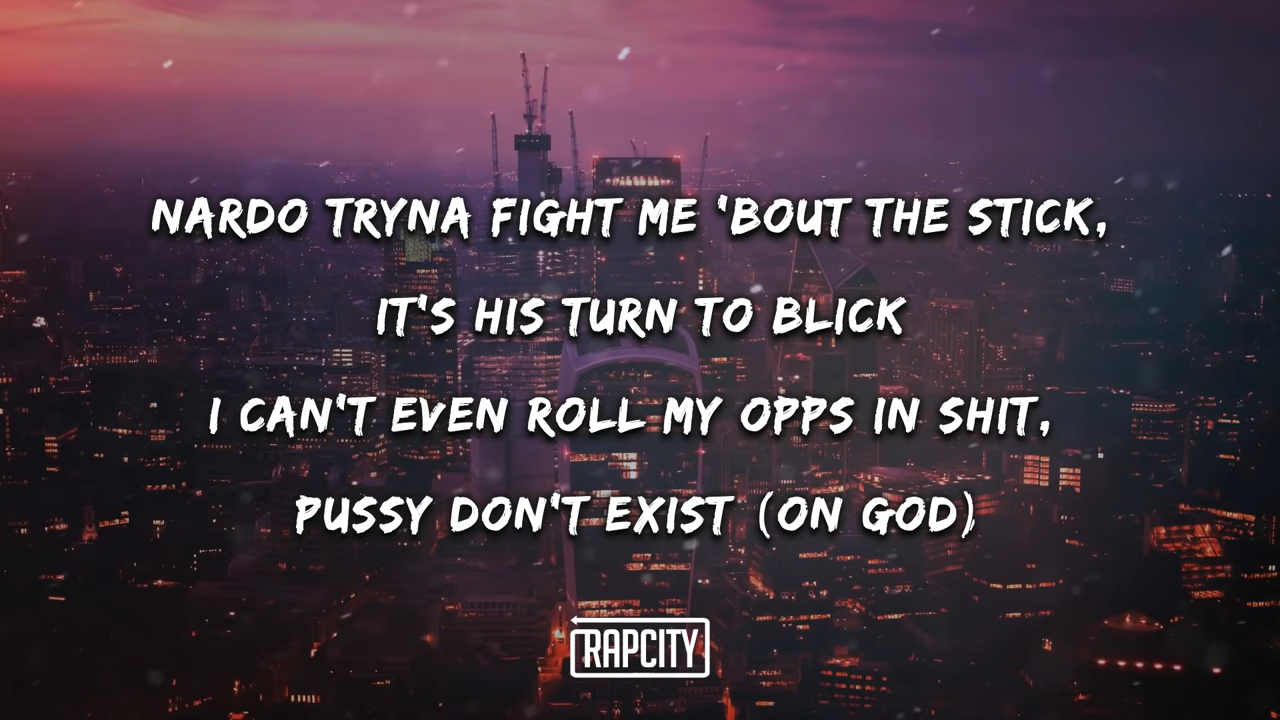 NARDO TRYNA FIGHT ME 'BOUT THE STICK,
IT'S HIS TURN TO BLICK
I CAN'T EVEN ROLL MY OPPS IN SHIT,
PUSSY DON'T EXIST (ON GOD)
RAPCITY